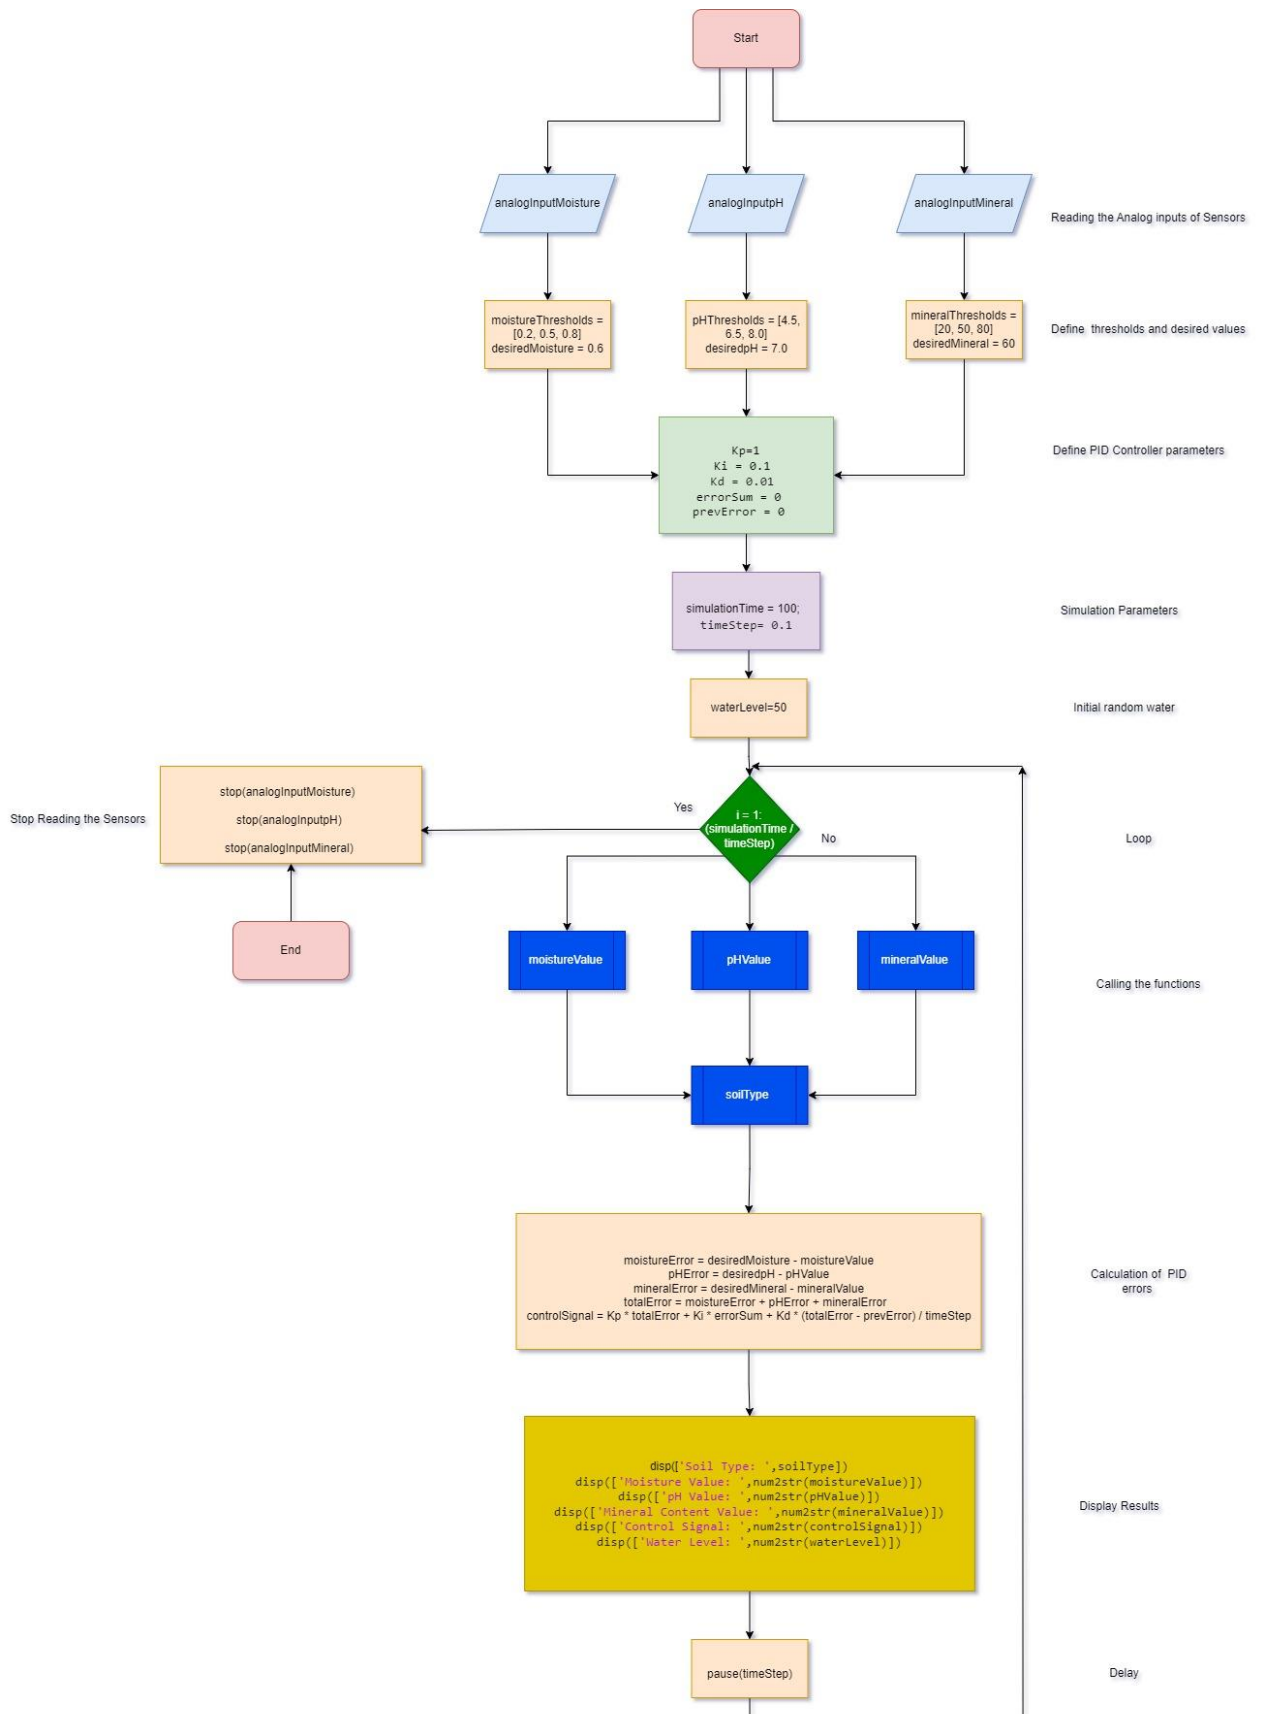 Start
analogInputMoisture
analogInputpH
analogInputMineral
Reading the Analog inputs of Sensors
moistureThresholds =
[0.2, 0.5, 0.8]
desiredMoisture = 0.6
pHThresholds = [4.5,
6.5, 8.0]
desiredpH = 7.0
mineralThresholds =
[20, 50, 80]
desiredMineral = 60
Define thresholds and desired values
Kp=1
Ki = 0.1
Kd = 0.01
errorSum = 0
prevError = 0
Define PID Controller parameters
simulationTime = 100;
timeStep= 0.1
Simulation Parameters
waterLevel=50
Initial random water
Stop Reading the Sensors
stop(analogInputMoisture)
stop(analogInputpH)
stop(analogInputMineral)
Yes
i = 1:
(simulationTime /
timeStep)
No
Loop
End
moistureValue
pHValue
mineralValue
Calling the functions
soilType
moistureError = desiredMoisture - moistureValue
pHError = desiredpH - pHValue
mineralError = desiredMineral - mineralValue
totalError = moistureError + pHError + mineralError
controlSignal = Kp * totalError + Ki * errorSum + Kd * (totalError - prevError) / timeStep
Calculation of PID
errors
disp(['Soil Type: ',soilType])
disp(['Moisture Value: ',num2str(moistureValue)])
disp(['pH Value: ',num2str(pHValue)])
disp(['Mineral Content Value: ',num2str(mineralValue)])
disp(['Control Signal: ',num2str(controlSignal)])
disp(['Water Level: ',num2str(waterLevel)])
Display Results
pause(timeStep)
Delay